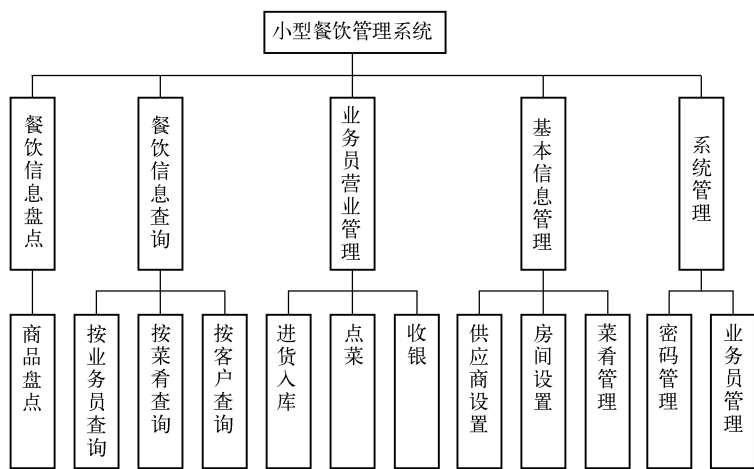 小型餐饮管理系统
餐饮信息盘点
餐饮信息查询
业务员营业管理
基本信息管理
系统管理
商品盘点
按业务员查询
按菜肴查询
按客户查询
进货入库
点菜
收银
供应商设置
房间设置
菜肴管理
密码管理
业务员管理